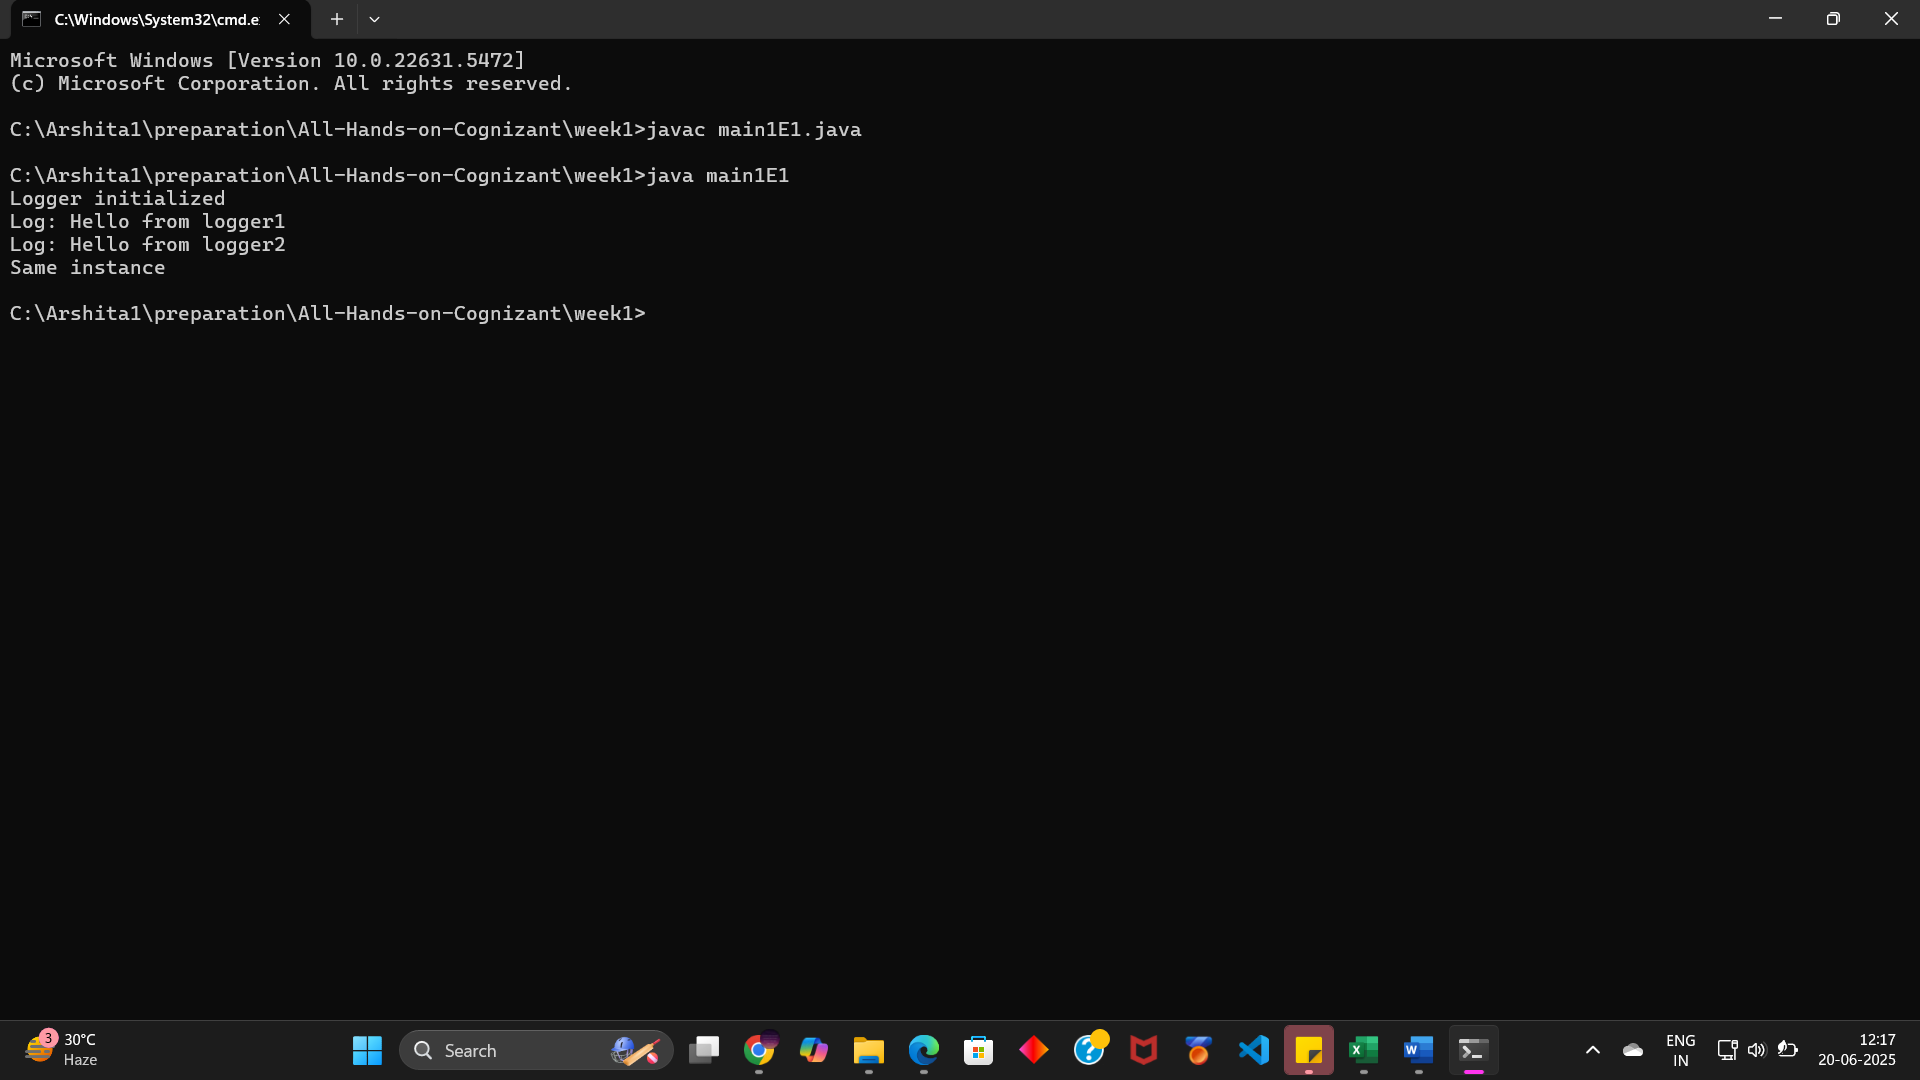 C:\Windows\System32\cmd.e
Microsoft Windows [Version 10.0.22631.5472]
(c) Microsoft Corporation. All rights reserved.
C:\Arshita1\preparation\All-Hands-on-Cognizant\week1>javac main1E1.java
C:\Arshita1\preparation\All-Hands-on-Cognizant\week1>java main1E1
Logger initialized
Log: Hello from logger1
Log: Hello from logger2
Same instance
C:\Arshita1\preparation\All-Hands-on-Cognizant\week1>
3
30°C
Haze
Search
ENG
IN
12:17
20-06-2025